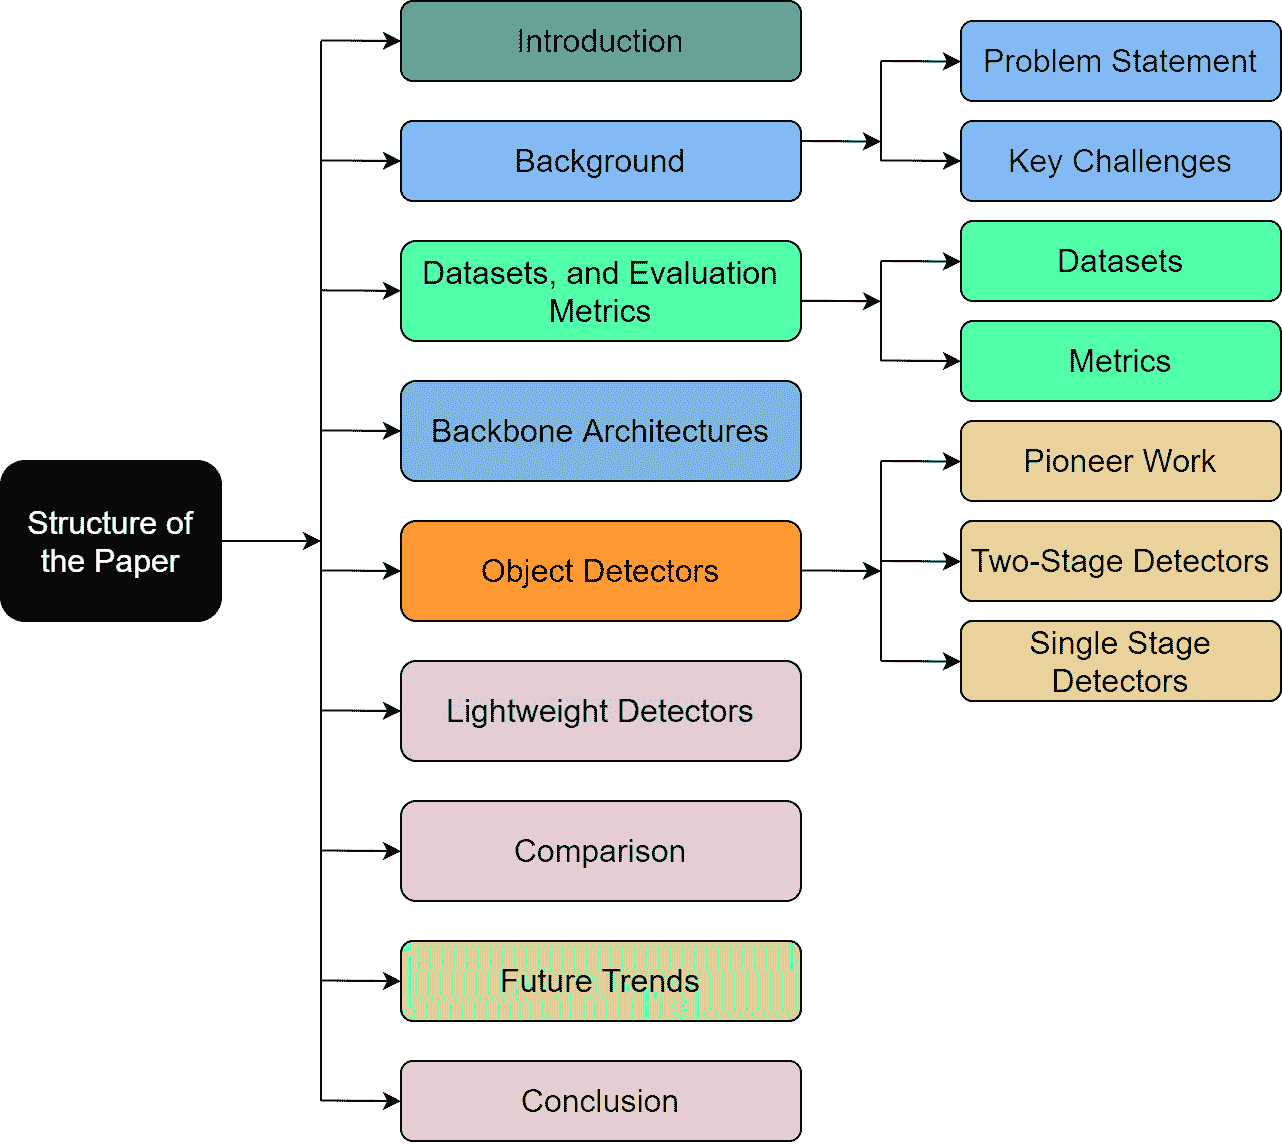 Structure of
the Paper
Introduction
Background
Problem Statement
Key Challenges
Datasets, and Evaluation
Metrics
Datasets
Metrics
Backbone Architectures
Object Detectors
Pioneer Work
Two-Stage Detectors
Single Stage
Detectors
Lightweight Detectors
Comparison
Future Trends
Conclusion